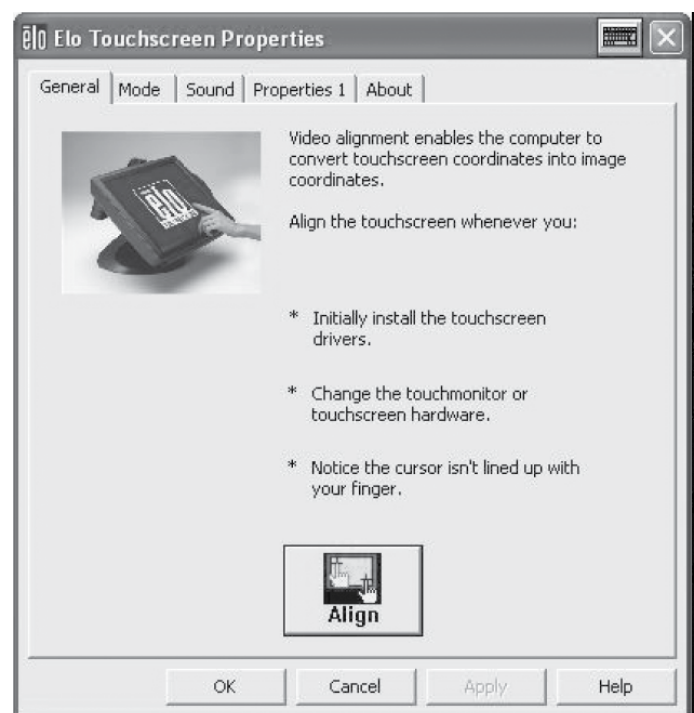 ēlo Elo Touchscreen Properties
General Mode Sound Properties 1 About
Video alignment enables the computer to
convert touchscreen coordinates into image
coordinates.
Align the touchscreen whenever you:
ēlo
* Initially install the touchscreen
drivers.
* Change the touchmonitor or
touchscreen hardware.
* Notice the cursor isn't lined up with
your finger.
Align
OK Cancel Apply Help